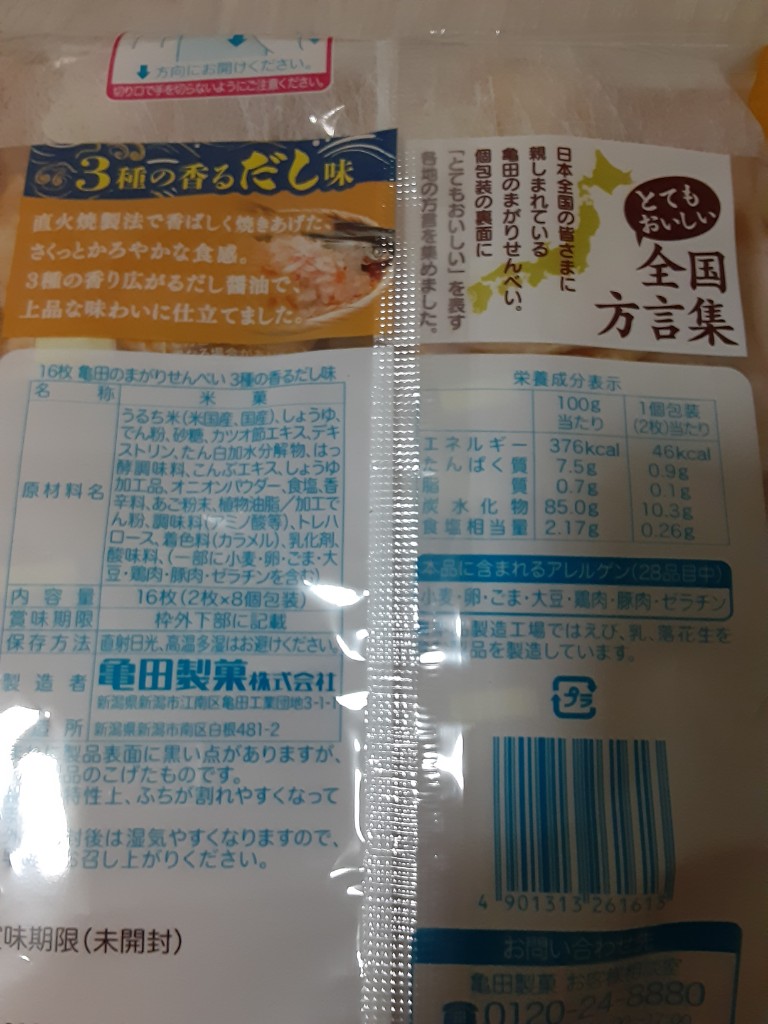 方向にお開けください。
切り口で手を切らないようにご注意ください。
3種の香るだし味
直火焼製法で香ばしく焼きあげた、
さくっとかろやかな食感。
3種の香り広がるだし醤油で、
上品な味わいに仕立てました。
16枚 亀田のまがりせんべい 3種の香るだし味
名称 米菓
原材料名
うるち米(米国産、国産)、しょうゆ、
でん粉、砂糖、カツオ節エキス、デキ
ストリン、たん白加水分解物、はっ
酵調味料、こんぶエキス、しょうゆ
加工品、オニオンパウダー、食塩、香
辛料、あご粉末、植物油脂/加工で
ん粉、調味料(アミノ酸等)、トレハ
ロース、着色料(カラメル)、乳化剤、
酸味料、(一部に小麦・卵・ごま・大
豆・鶏肉・豚肉・ゼラチンを含む)
内容量 16枚(2枚×8個包装)
賞味期限 枠外下部に記載
保存方法 直射日光、高温多湿はお避けください。
製造者 亀田製菓株式会社
新潟県新潟市江南区亀田工業団地3-1-1
所 新潟県新潟市南区白根481-2
製品表面に黒い点がありますが、
品のこげたものです。
特性上、ふちが割れやすくなって
封後は湿気やすくなりますので、
お召し上がりください。
味期限(未開封)
とても
おいしい
全国
方言集
日本全国の皆さまに
親しまれている
亀田のまがりせんべい。
個包装の裏面に
「とてもおいしい」を表す
各地の方言を集めました。
栄養成分表示
100g当たり 1個包装(2枚)当たり
エネルギー 376kcal 46kcal
たんぱく質 7.5g 0.9g
脂質 0.7g 0.1g
炭水化物 85.0g 10.3g
食塩相当量 2.17g 0.26g
本品に含まれるアレルゲン(28品目中)
小麦・卵・ごま・大豆・鶏肉・豚肉・ゼラチン
製造工場ではえび、乳、落花生を
品を製造しています。
プラ
4 901313 261613
お問い合わせ先
亀田製菓 お客様相談室
0120-24-8880